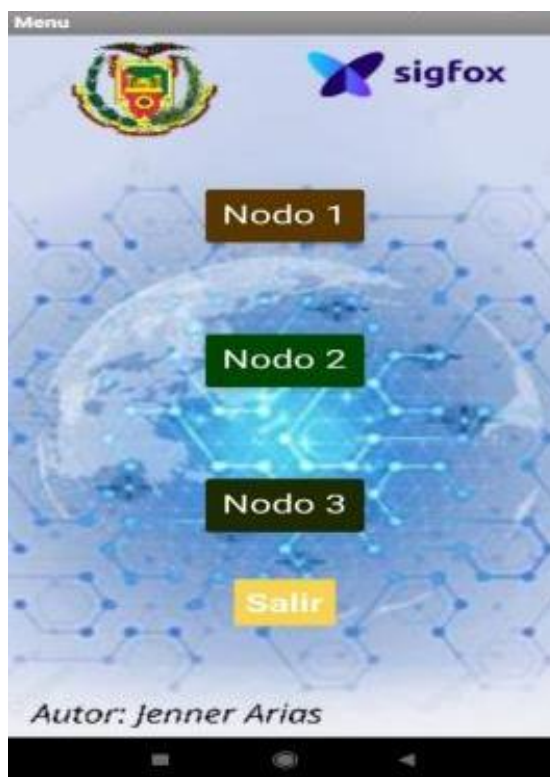 Menu
sigfox
Nodo 1
Nodo 2
Nodo 3
Salir
Autor: Jenner Arias